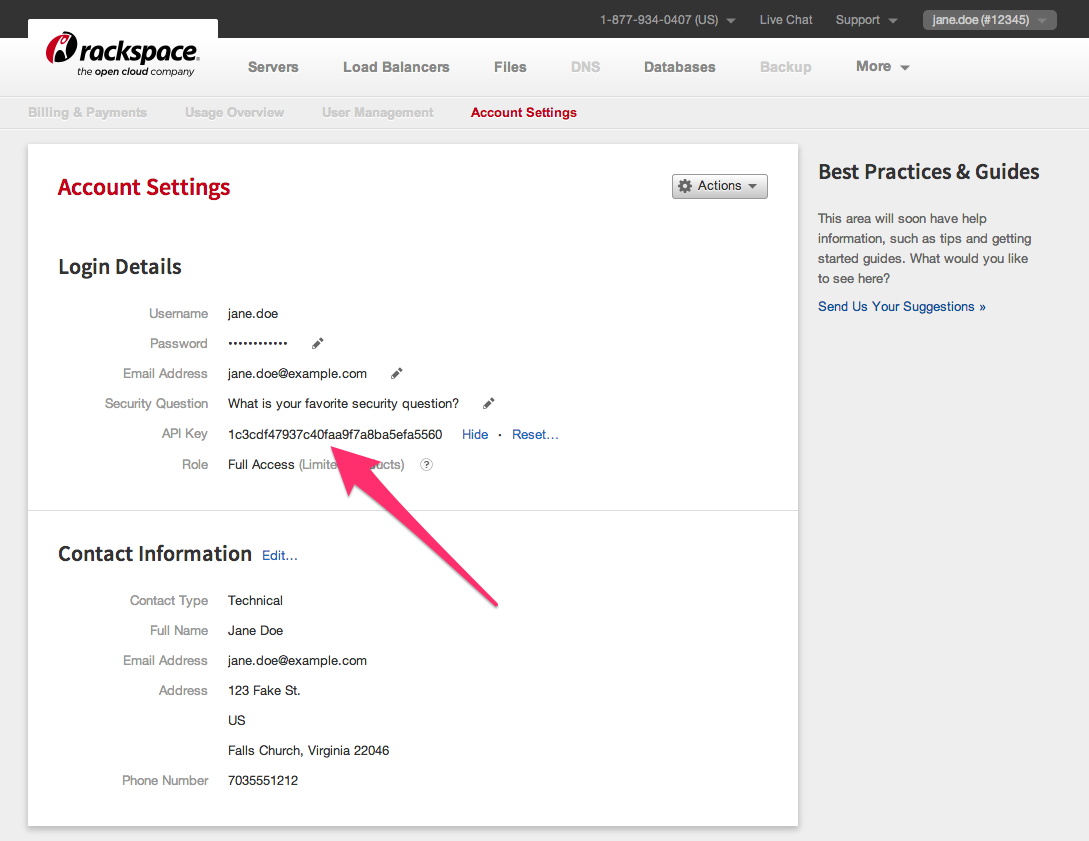 1-877-934-0407 (US) Live Chat Support jane.doe (#12345)
rackspace.
the open cloud company
Servers Load Balancers Files DNS Databases Backup More
Billing & Payments Usage Overview User Management Account Settings
Account Settings
Actions
Login Details
Username jane.doe
Password ••••••••••••
Email Address jane.doe@example.com
Security Question What is your favorite security question?
API Key 1c3cdf47937c40faa9f7a8ba5efa5560 Hide · Reset…
Role Full Access ?
Contact Information Edit…
Contact Type Technical
Full Name Jane Doe
Email Address jane.doe@example.com
Address 123 Fake St.
US
Falls Church, Virginia 22046
Phone Number 7035551212
Best Practices & Guides
This area will soon have help
information, such as tips and getting
started guides. What would you like
to see here?
Send Us Your Suggestions »